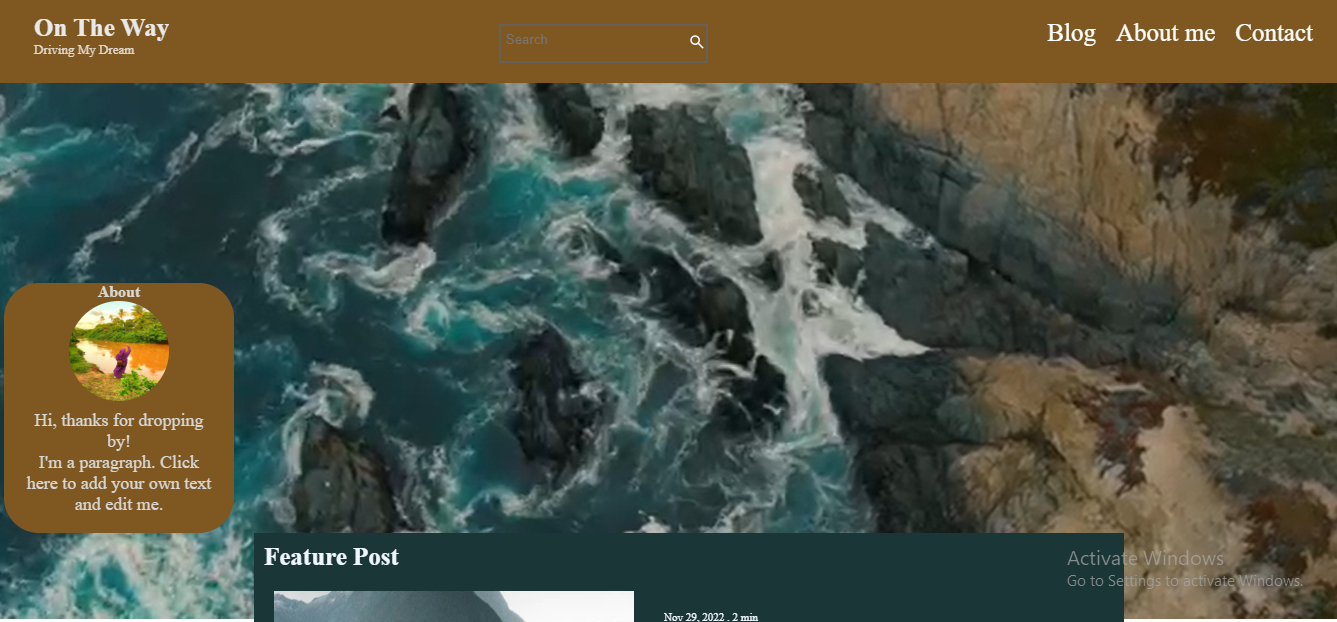 On The Way
Driving My Dream
Search
Blog About me Contact
About
Hi, thanks for dropping
by!
I'm a paragraph. Click
here to add your own text
and edit me.
Feature Post
Nov 29, 2022 . 2 min
Activate Windows
Go to Settings to activate Windows.